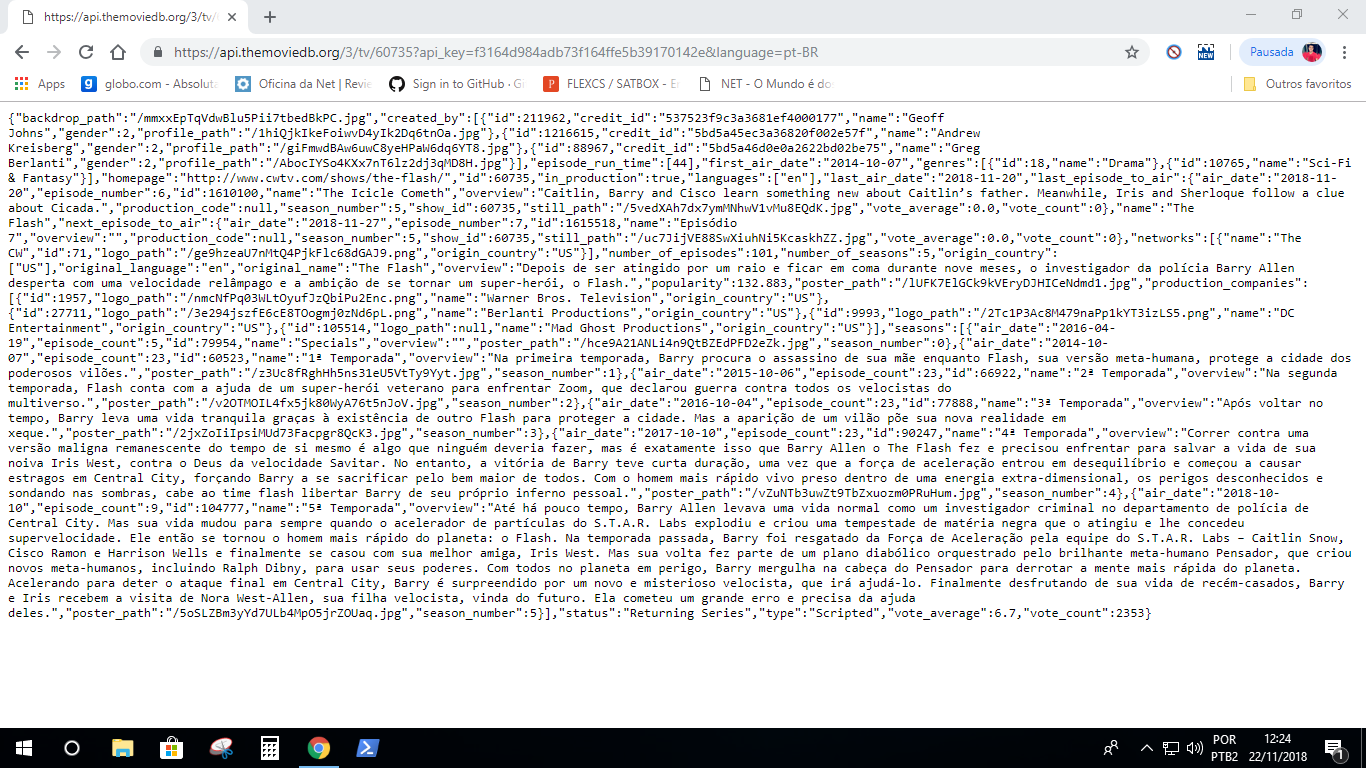 https://api.themoviedb.org/3/tv/
https://api.themoviedb.org/3/tv/60735?api_key=f3164d984adb73f164ffe5b39170142e&language=pt-BR
NEW
Pausada
Apps
globo.com - Absoluta
Oficina da Net | Revi
Sign in to GitHub · G
FLEXCS / SATBOX - E
NET - O Mundo é do
Outros favoritos
{"backdrop_path":"/mmxxEpTqVdwBlu5Pii7tbedBkPC.jpg","created_by":[{"id":211962,"credit_id":"537523f9c3a3681ef4000177","name":"Geoff
Johns","gender":2,"profile_path":"/1hiQjkIkeFoiwvD4yIk2Dq6tnOa.jpg"},{"id":1216615,"credit_id":"5bd5a45ec3a36820f002e57f","name":"Andrew
Kreisberg","gender":2,"profile_path":"/giFmwdBAw6uwC8yeHPaW6dq6YT8.jpg"},{"id":88967,"credit_id":"5bd5a46d0e0a2622bd02be75","name":"Greg
Berlanti","gender":2,"profile_path":"/AbocIYSo4KXx7nT6lz2dj3qMD8H.jpg"}],"episode_run_time":[44],"first_air_date":"2014-10-07","genres":[{"id":18,"name":"Drama"},{"id":10765,"name":"Sci-Fi
& Fantasy"}],"homepage":"http://www.cwtv.com/shows/the-flash/","id":60735,"in_production":true,"languages":["en"],"last_air_date":"2018-11-20","last_episode_to_air":{"air_date":"2018-11-
20","episode_number":6,"id":1610100,"name":"The Icicle Cometh","overview":"Caitlin, Barry and Cisco learn something new about Caitlin’s father. Meanwhile, Iris and Sherloque follow a clue
about Cicada.","production_code":null,"season_number":5,"show_id":60735,"still_path":"/5vedXAh7dx7ymMNhwV1vMu8EQdK.jpg","vote_average":0.0,"vote_count":0},"name":"The
Flash","next_episode_to_air":{"air_date":"2018-11-27","episode_number":7,"id":1615518,"name":"Episódio
7","overview":"","production_code":null,"season_number":5,"show_id":60735,"still_path":"/uc7JijVE88SwXiuhNi5KcaskhZZ.jpg","vote_average":0.0,"vote_count":0},"networks":[{"name":"The
CW","id":71,"logo_path":"/ge9hzeaU7nMtQ4PjkFlc68dGAJ9.png","origin_country":"US"}],"number_of_episodes":101,"number_of_seasons":5,"origin_country":
["US"],"original_language":"en","original_name":"The Flash","overview":"Depois de ser atingido por um raio e ficar em coma durante nove meses, o investigador da polícia Barry Allen
desperta com uma velocidade relâmpago e a ambição de se tornar um super-herói, o Flash.","popularity":132.883,"poster_path":"/lUFK7ElGCk9kVEryDJHICeNdmd1.jpg","production_companies":
[{"id":1957,"logo_path":"/nmcNfPq03WLtOyufJzQbiPu2Enc.png","name":"Warner Bros. Television","origin_country":"US"},
{"id":27711,"logo_path":"/3e294jszfE6cE8TOogmj0zNd6pL.png","name":"Berlanti Productions","origin_country":"US"},{"id":9993,"logo_path":"/2Tc1P3Ac8M479naPp1kYT3izLS5.png","name":"DC
Entertainment","origin_country":"US"},{"id":105514,"logo_path":null,"name":"Mad Ghost Productions","origin_country":"US"}],"seasons":[{"air_date":"2016-04-
19","episode_count":5,"id":79954,"name":"Specials","overview":"","poster_path":"/hce9A21ANLi4n9QtBZEdPFD2eZk.jpg","season_number":0},{"air_date":"2014-10-
07","episode_count":23,"id":60523,"name":"1ª Temporada","overview":"Na primeira temporada, Barry procura o assassino de sua mãe enquanto Flash, sua versão meta-humana, protege a cidade dos
poderosos vilões.","poster_path":"/z3Uc8fRghHh5ns31eU5VtTy9Yyt.jpg","season_number":1},{"air_date":"2015-10-06","episode_count":23,"id":66922,"name":"2ª Temporada","overview":"Na segunda
temporada, Flash conta com a ajuda de um super-herói veterano para enfrentar Zoom, que declarou guerra contra todos os velocistas do
multiverso.","poster_path":"/v2OTMOIL4fx5jk80WyA76t5nJoV.jpg","season_number":2},{"air_date":"2016-10-04","episode_count":23,"id":77888,"name":"3ª Temporada","overview":"Após voltar no
tempo, Barry leva uma vida tranquila graças à existência de outro Flash para proteger a cidade. Mas a aparição de um vilão põe sua nova realidade em
xeque.","poster_path":"/2jxZoIiIpsiMUd73Facpgr8QcK3.jpg","season_number":3},{"air_date":"2017-10-10","episode_count":23,"id":90247,"name":"4ª Temporada","overview":"Correr contra uma
versão maligna remanescente do tempo de si mesmo é algo que ninguém deveria fazer, mas é exatamente isso que Barry Allen o The Flash fez e precisou enfrentar para salvar a vida de sua
noiva Iris West, contra o Deus da velocidade Savitar. No entanto, a vitória de Barry teve curta duração, uma vez que a força de aceleração entrou em desequilíbrio e começou a causar
estragos em Central City, forçando Barry a se sacrificar pelo bem maior de todos. Com o homem mais rápido vivo preso dentro de uma energia extra-dimensional, os perigos desconhecidos e
sondando nas sombras, cabe ao time flash libertar Barry de seu próprio inferno pessoal.","poster_path":"/vZuNTb3uwZt9TbZxuozm0PRuHum.jpg","season_number":4},{"air_date":"2018-10-
10","episode_count":9,"id":104777,"name":"5ª Temporada","overview":"Até há pouco tempo, Barry Allen levava uma vida normal como um investigador criminal no departamento de polícia de
Central City. Mas sua vida mudou para sempre quando o acelerador de partículas do S.T.A.R. Labs explodiu e criou uma tempestade de matéria negra que o atingiu e lhe concedeu
supervelocidade. Ele então se tornou o homem mais rápido do planeta: o Flash. Na temporada passada, Barry foi resgatado da Força de Aceleração pela equipe do S.T.A.R. Labs – Caitlin Snow,
Cisco Ramon e Harrison Wells e finalmente se casou com sua melhor amiga, Iris West. Mas sua volta fez parte de um plano diabólico orquestrado pelo brilhante meta-humano Pensador, que criou
novos meta-humanos, incluindo Ralph Dibny, para usar seus poderes. Com todos no planeta em perigo, Barry mergulha na cabeça do Pensador para derrotar a mente mais rápida do planeta.
Acelerando para deter o ataque final em Central City, Barry é surpreendido por um novo e misterioso velocista, que irá ajudá-lo. Finalmente desfrutando de sua vida de recém-casados, Barry
e Iris recebem a visita de Nora West-Allen, sua filha velocista, vinda do futuro. Ela cometeu um grande erro e precisa da ajuda
deles.","poster_path":"/5oSLZBm3yYd7ULb4MpO5jrZOUaq.jpg","season_number":5}],"status":"Returning Series","type":"Scripted","vote_average":6.7,"vote_count":2353}
POR
PTB2
12:24
22/11/2018
1